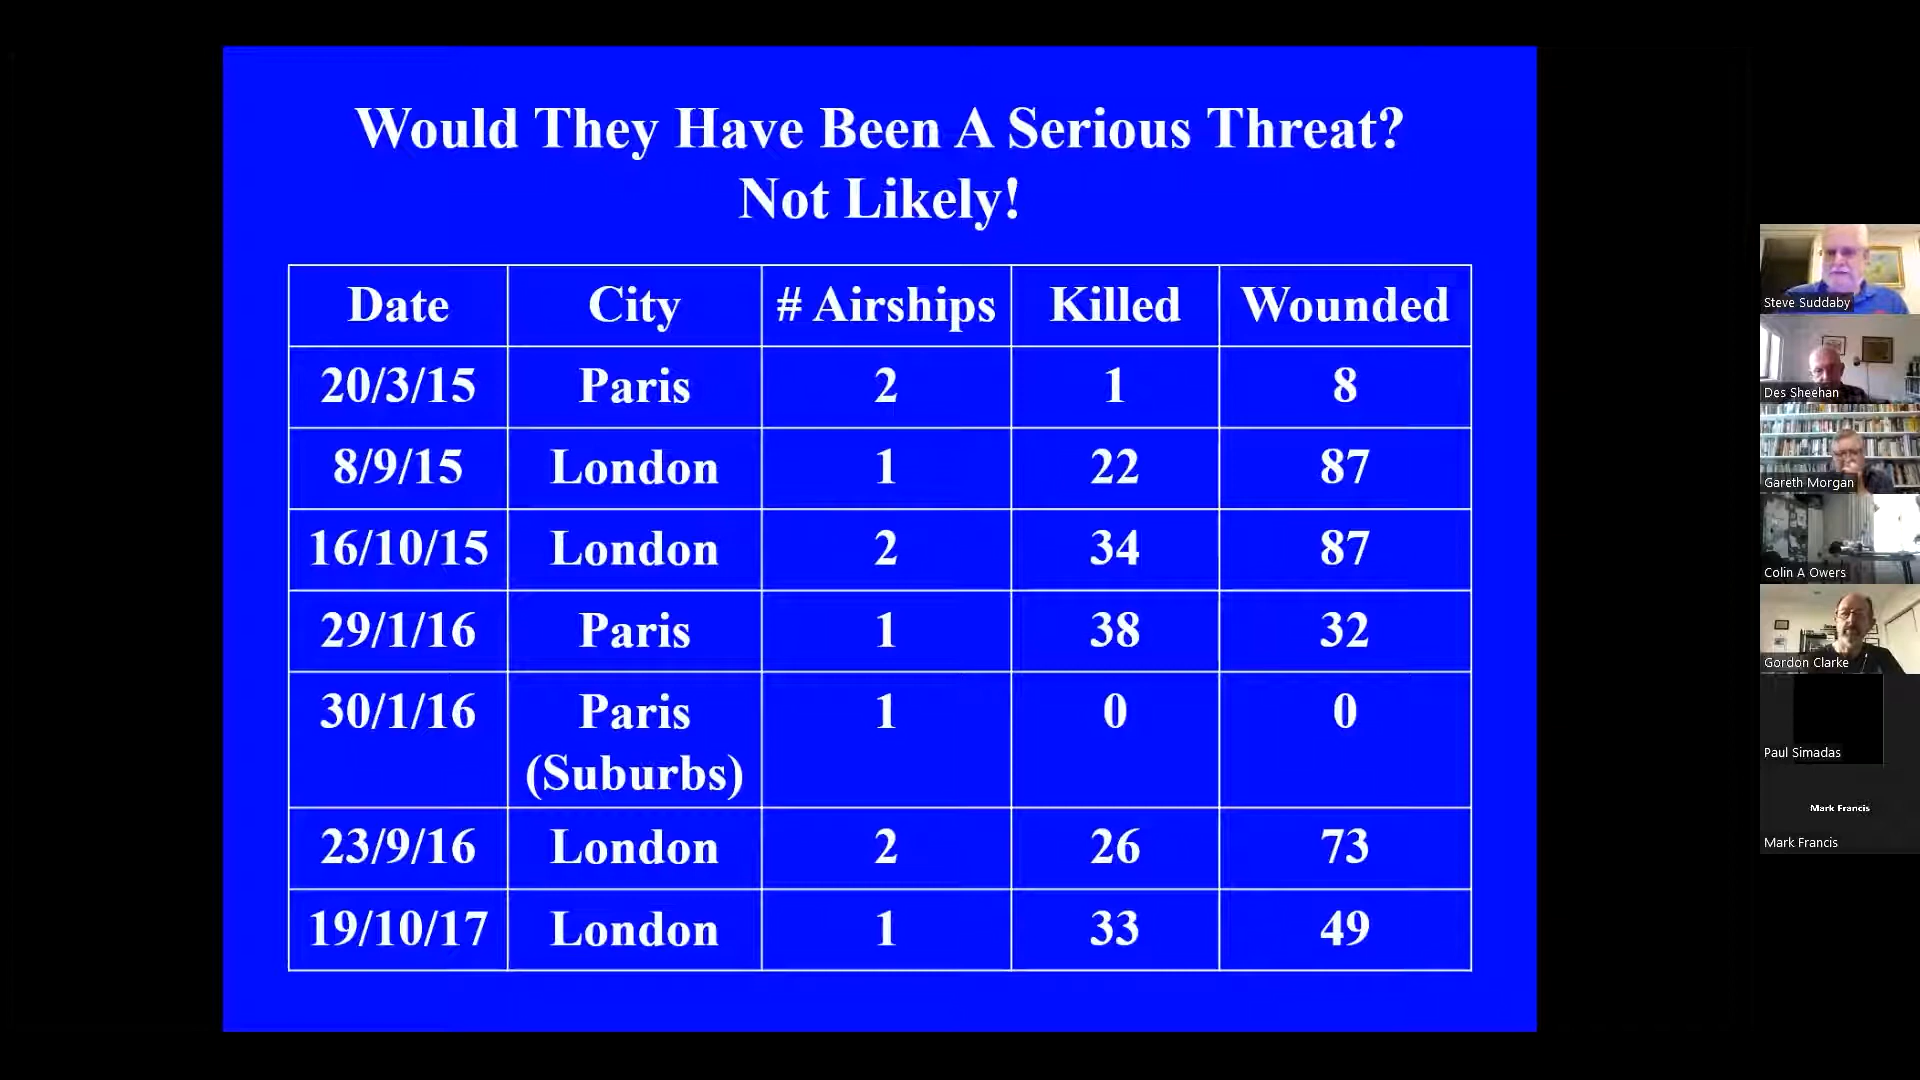 Would They Have Been A Serious Threat?
Not Likely!
Date City # Airships Killed Wounded
20/3/15 Paris 2 1 8
8/9/15 London 1 22 87
16/10/15 London 2 34 87
29/1/16 Paris 1 38 32
30/1/16 Paris 1 0 0
(Suburbs)
23/9/16 London 2 26 73
19/10/17 London 1 33 49
Steve Suddaby
Des Sheehan
Gareth Morgan
Colin A Owers
Gordon Clarke
Paul Simadas
Mark Francis
Mark Francis